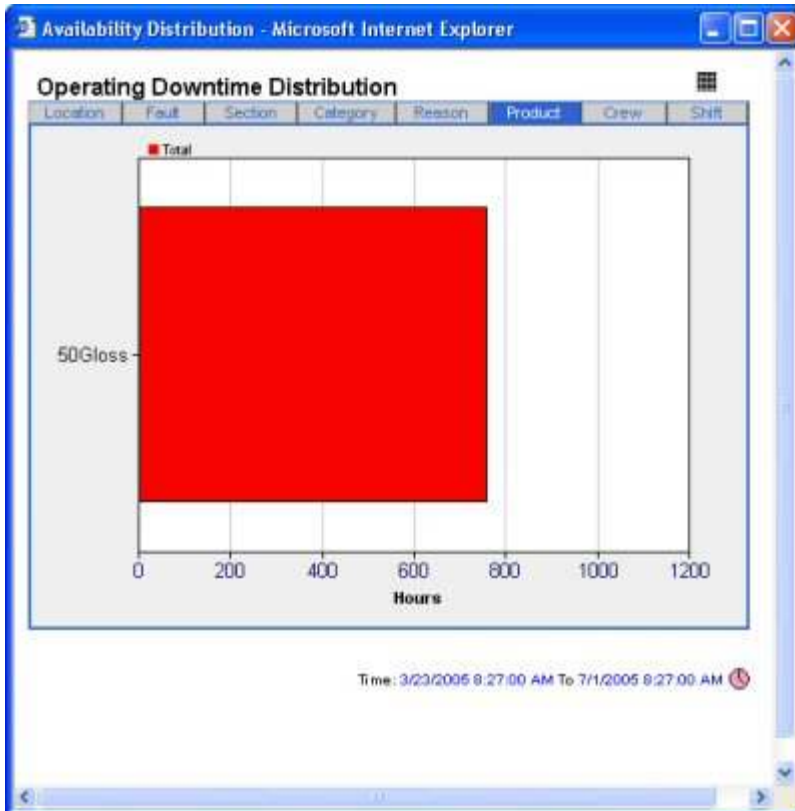 Availability Distribution - Microsoft Internet Explorer
Operating Downtime Distribution
Location Fault Section Category Reason Product Crew Shift
Total
50Gloss
0 200 400 600 800 1000 1200
Hours
Time: 3/23/2005 8:27:00 AM To 7/1/2005 8:27:00 AM